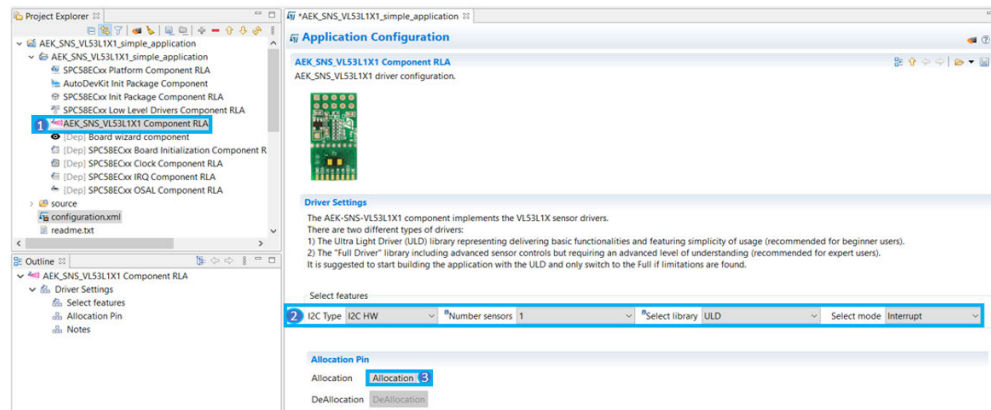 Project Explorer
AEK_SNS_VL53L1X1_simple_application
AEK_SNS_VL53L1X1_simple_application
SPC58ECxx Platform Component RLA
AutoDevKit Init Package Component
SPC58ECxx Init Package Component RLA
SPC58ECxx Low Level Drivers Component RLA
1 AEK_SNS_VL53L1X1 Component RLA
[Dep] Board wizard component
[Dep] SPC58ECxx Board Initialization Component R
[Dep] SPC58ECxx Clock Component RLA
[Dep] SPC58ECxx IRQ Component RLA
[Dep] SPC58ECxx OSAL Component RLA
source
configuration.xml
readme.txt
Outline
AEK_SNS_VL53L1X1 Component RLA
Driver Settings
Select features
Allocation Pin
Notes
*AEK_SNS_VL53L1X1_simple_application
Application Configuration
AEK_SNS_VL53L1X1 Component RLA
AEK_SNS_VL53L1X1 driver configuration.
Driver Settings
The AEK-SNS-VL53L1X1 component implements the VL53L1X sensor drivers.
There are two different types of drivers:
1) The Ultra Light Driver (ULD) library representing delivering basic functionalities and featuring simplicity of usage (recommended for beginner users).
2) The "Full Driver" library including advanced sensor controls but requiring an advanced level of understanding (recommended for expert users).
It is suggested to start building the application with the ULD and only switch to the Full if limitations are found.
Select features
2 I2C Type I2C HW Number sensors 1 Select library ULD Select mode Interrupt
Allocation Pin
Allocation Allocation 3
DeAllocation DeAllocation